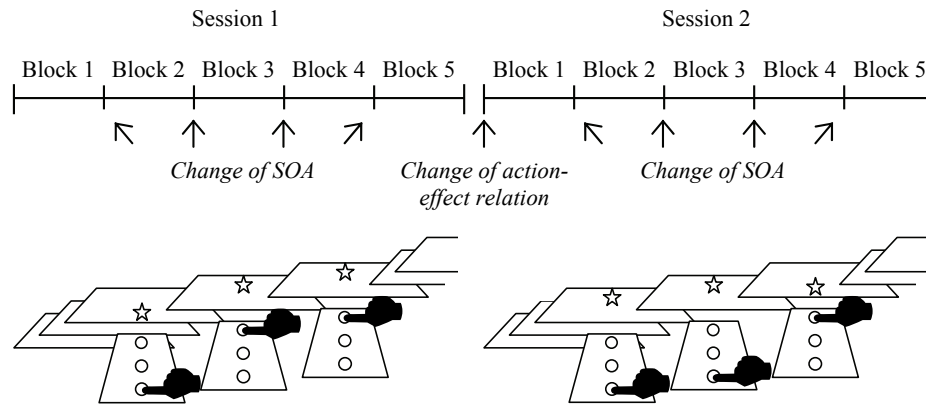 Session 1 Session 2
Block 1 Block 2 Block 3 Block 4 Block 5 Block 1 Block 2 Block 3 Block 4 Block 5
Change of SOA Change of action- Change of SOA
effect relation